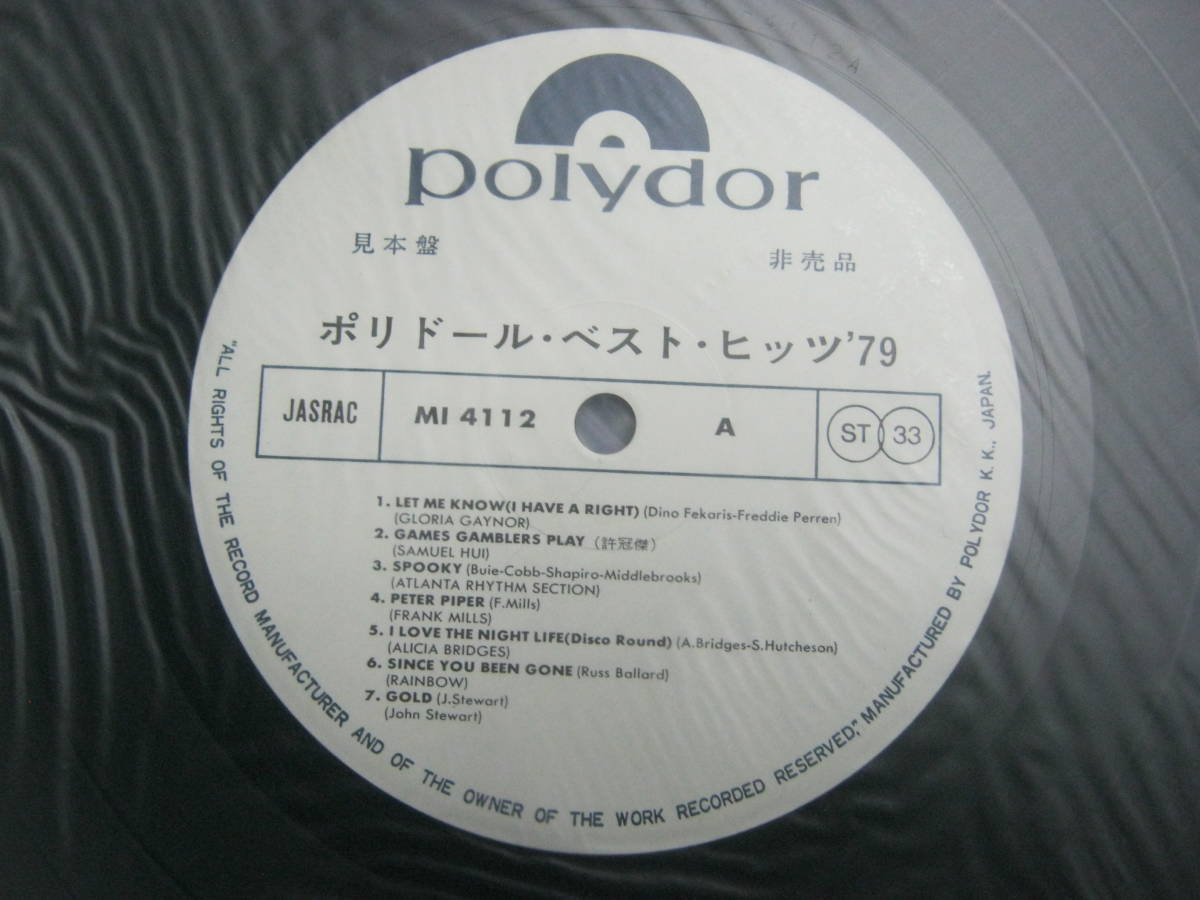 polydor
見本盤 非売品
ポリドール・ベスト・ヒッツ'79
JASRAC MI 4112 A ST 33
1. LET ME KNOW(I HAVE A RIGHT) (Dino Fekaris-Freddie Perren)
(GLORIA GAYNOR)
2. GAMES GAMBLERS PLAY (許冠傑)
(SAMUEL HUI)
3. SPOOKY (Buie-Cobb-Shapiro-Middlebrooks)
(ATLANTA RHYTHM SECTION)
4. PETER PIPER (F.Mills)
(FRANK MILLS)
5. I LOVE THE NIGHT LIFE(Disco Round) (A.Bridges-S.Hutcheson)
(ALICIA BRIDGES)
6. SINCE YOU BEEN GONE (Russ Ballard)
(RAINBOW)
7. GOLD (J.Stewart)
(John Stewart)
"ALL RIGHTS OF THE RECORD MANUFACTURER AND OF THE OWNER OF THE WORK RECORDED RESERVED," MANUFACTURED BY POLYDOR K.K., JAPAN.